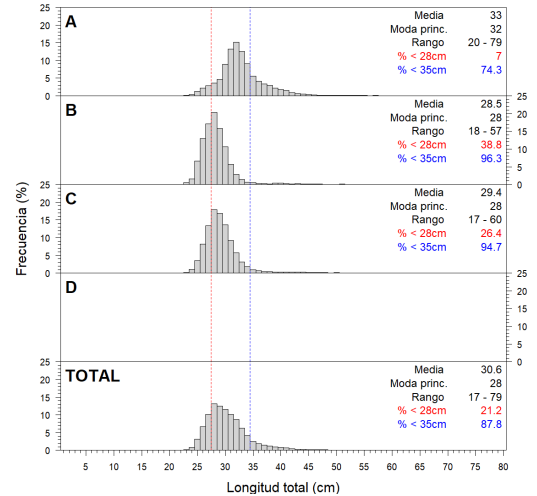 Frecuencia (%)
A
Media 33
Moda princ. 32
Rango 20 - 79
% < 28cm 7
% < 35cm 74.3
25
20
15
10
5
0
B
Media 28.5
Moda princ. 28
Rango 18 - 57
% < 28cm 38.8
% < 35cm 96.3
25
20
15
10
5
0
C
Media 29.4
Moda princ. 28
Rango 17 - 60
% < 28cm 26.4
% < 35cm 94.7
25
20
15
10
5
0
D
25
20
15
10
5
0
TOTAL
Media 30.6
Moda princ. 28
Rango 17 - 79
% < 28cm 21.2
% < 35cm 87.8
25
20
15
10
5
0
5 10 15 20 25 30 35 40 45 50 55 60 65 70 75 80
Longitud total (cm)